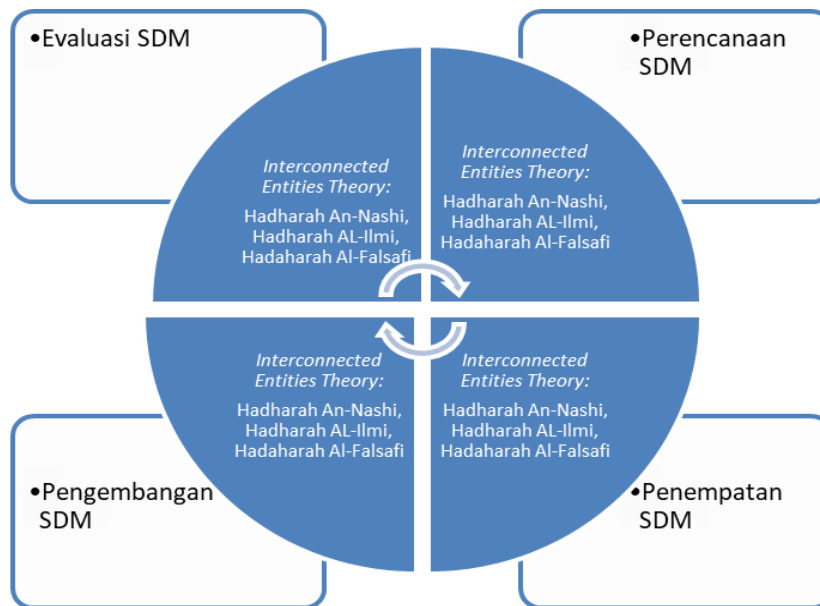 •Evaluasi SDM
•Perencanaan
SDM
Interconnected
Entities Theory:
Hadharah An-Nashi,
Hadharah AL-Ilmi,
Hadaharah Al-Falsafi
Interconnected
Entities Theory:
Hadharah An-Nashi,
Hadharah AL-Ilmi,
Hadaharah Al-Falsafi
Interconnected
Entities Theory:
Hadharah An-Nashi,
Hadharah AL-Ilmi,
Hadaharah Al-Falsafi
Interconnected
Entities Theory:
Hadharah An-Nashi,
Hadharah AL-Ilmi,
Hadaharah Al-Falsafi
•Pengembangan
SDM
•Penempatan
SDM